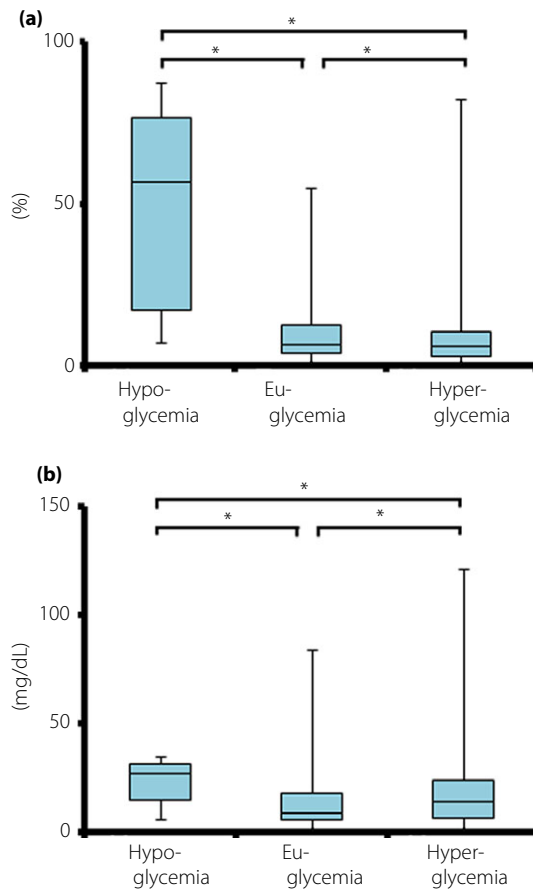 (a)
*
* *
100
50
0
(%)
Hypo-
glycemia
Eu-
glycemia
Hyper-
glycemia
(b)
*
* *
150
100
50
0
(mg/dL)
Hypo-
glycemia
Eu-
glycemia
Hyper-
glycemia